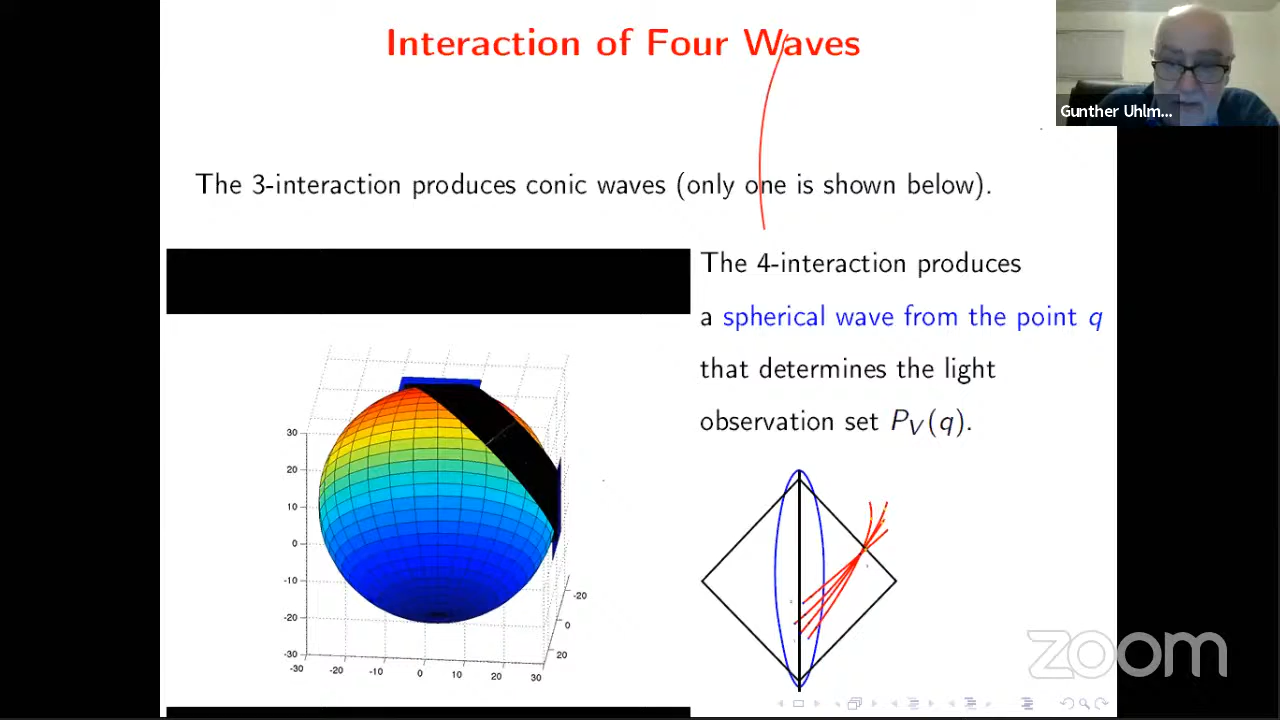 Interaction of Four Waves
Gunther Uhlm...
The 3-interaction produces conic waves (only one is shown below).
The 4-interaction produces
a spherical wave from the point q
that determines the light
observation set P_V(q).
30
20
10
0
-10
-20
-30
-30
-20
-10
0
10
20
30
-20
0
20
zoom